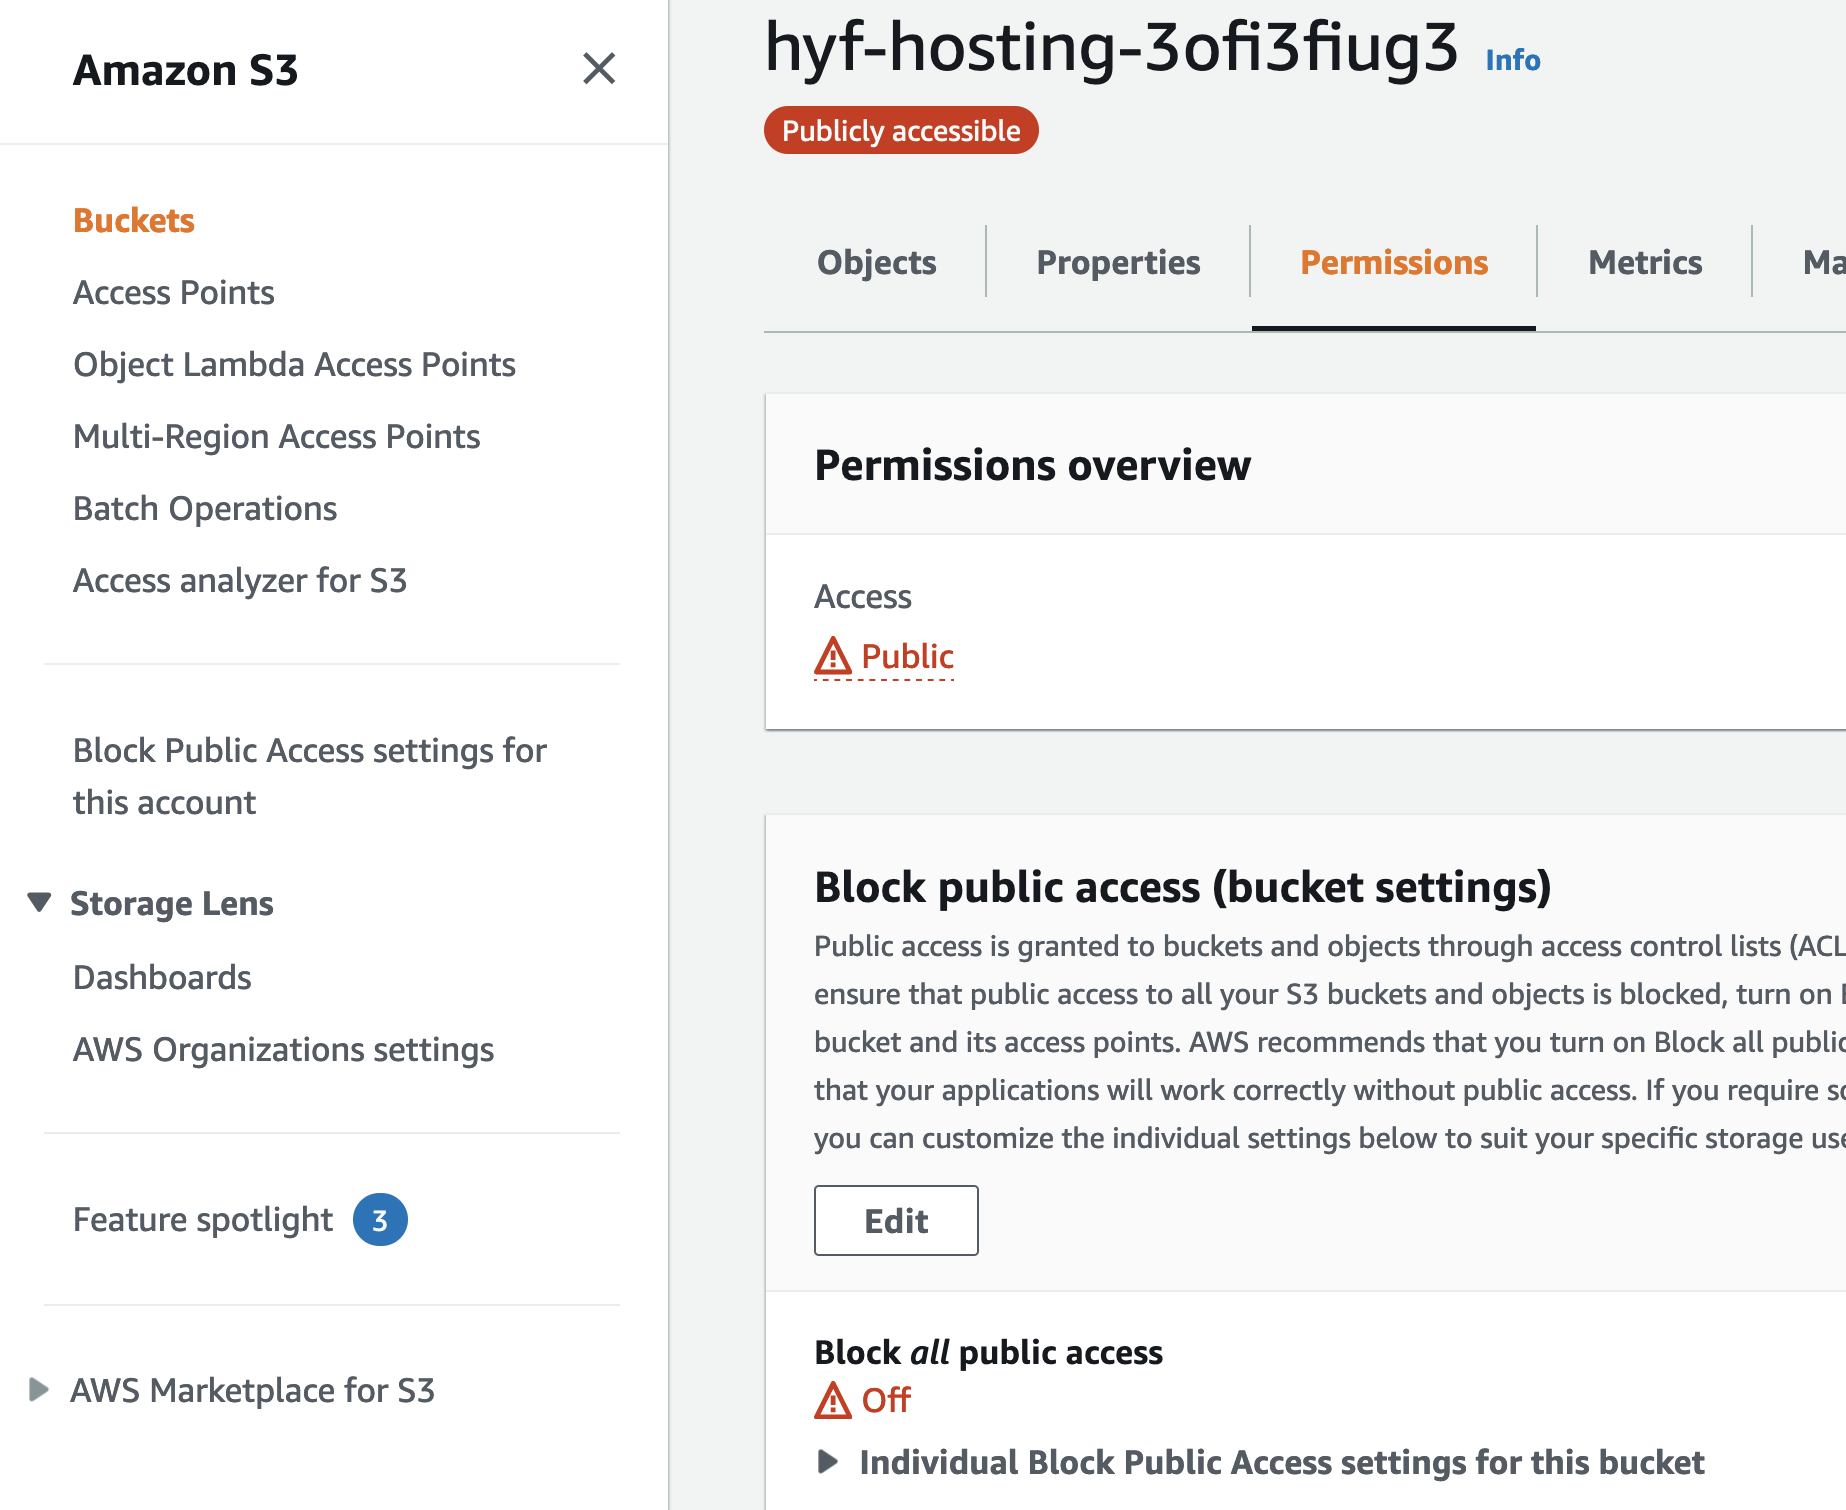 Amazon S3
Buckets
Access Points
Object Lambda Access Points
Multi-Region Access Points
Batch Operations
Access analyzer for S3
Block Public Access settings for
this account
Storage Lens
Dashboards
AWS Organizations settings
Feature spotlight 3
AWS Marketplace for S3
hyf-hosting-3ofi3fiug3 Info
Publicly accessible
Objects Properties Permissions Metrics Ma
Permissions overview
Access
Public
Block public access (bucket settings)
Public access is granted to buckets and objects through access control lists (ACL
ensure that public access to all your S3 buckets and objects is blocked, turn on
bucket and its access points. AWS recommends that you turn on Block all public
that your applications will work correctly without public access. If you require so
you can customize the individual settings below to suit your specific storage use
Edit
Block all public access
Off
Individual Block Public Access settings for this bucket